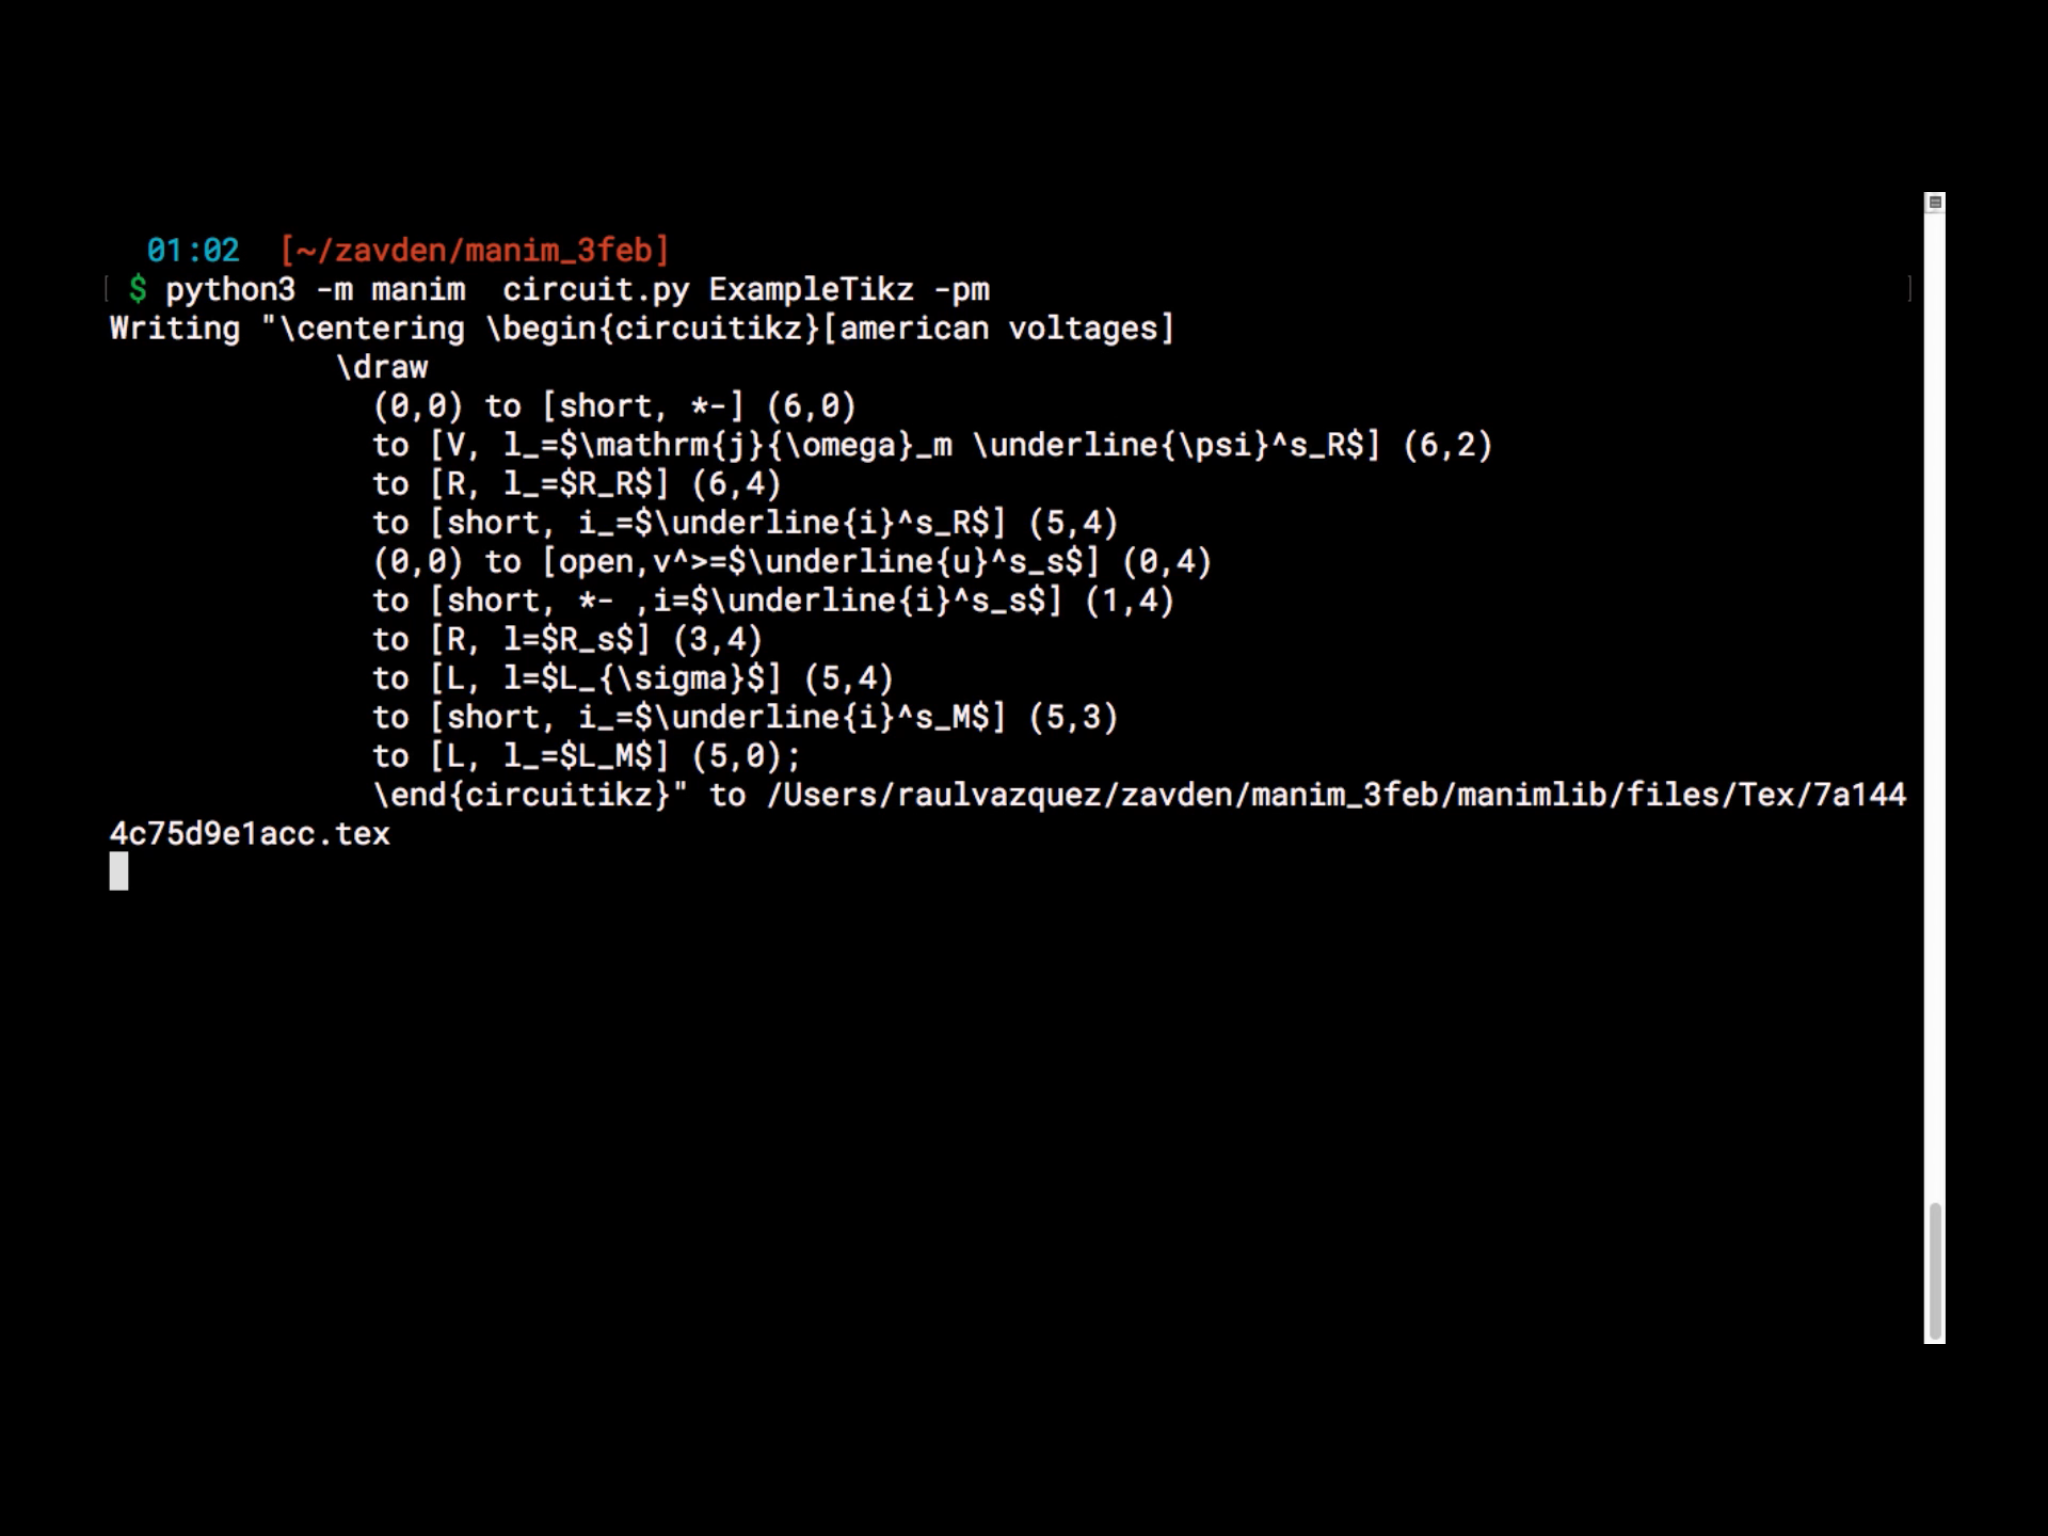 01:02 [~/zavden/manim_3feb]
[ $ python3 -m manim  circuit.py ExampleTikz -pm ]
Writing "\centering \begin{circuitikz}[american voltages]
\draw
(0,0) to [short, *-] (6,0)
to [V, l_=$\mathrm{j}{\omega}_m \underline{\psi}^s_R$] (6,2)
to [R, l_=$R_R$] (6,4)
to [short, i_=$\underline{i}^s_R$] (5,4)
(0,0) to [open,v^>=$\underline{u}^s_s$] (0,4)
to [short, *- ,i=$\underline{i}^s_s$] (1,4)
to [R, l=$R_s$] (3,4)
to [L, l=$L_{\sigma}$] (5,4)
to [short, i_=$\underline{i}^s_M$] (5,3)
to [L, l_=$L_M$] (5,0);
\end{circuitikz}" to /Users/raulvazquez/zavden/manim_3feb/manimlib/files/Tex/7a144
4c75d9e1acc.tex